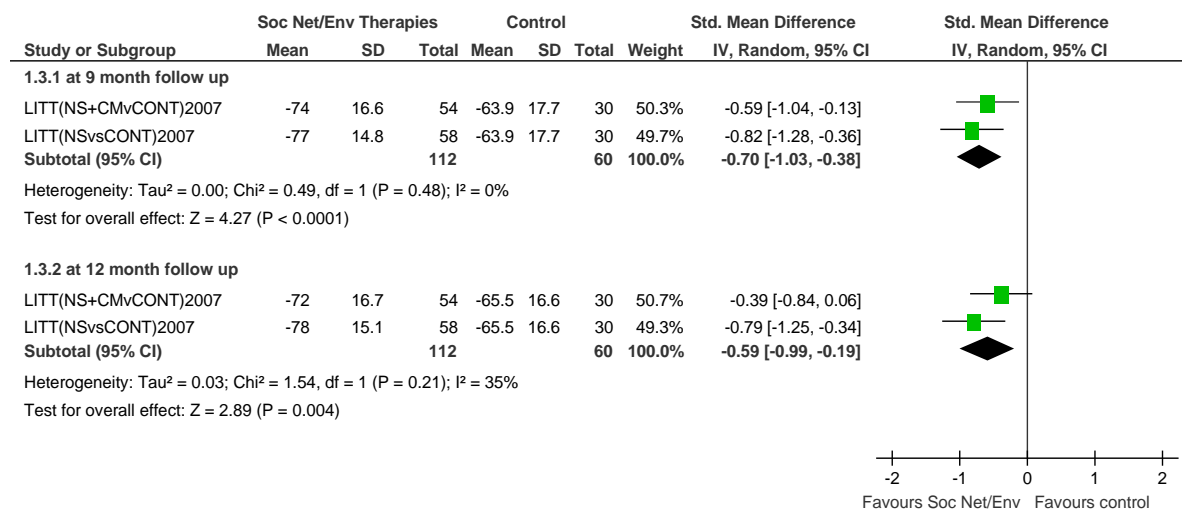 Soc Net/Env Therapies Control Std. Mean Difference Std. Mean Difference
Study or Subgroup Mean SD Total Mean SD Total Weight IV, Random, 95% CI IV, Random, 95% CI
1.3.1 at 9 month follow up
LITT(NS+CMvCONT)2007 -74 16.6 54 -63.9 17.7 30 50.3% -0.59 [-1.04, -0.13]
LITT(NSvsCONT)2007 -77 14.8 58 -63.9 17.7 30 49.7% -0.82 [-1.28, -0.36]
Subtotal (95% CI) 112 60 100.0% -0.70 [-1.03, -0.38]
Heterogeneity: Tau² = 0.00; Chi² = 0.49, df = 1 (P = 0.48); I² = 0%
Test for overall effect: Z = 4.27 (P < 0.0001)
1.3.2 at 12 month follow up
LITT(NS+CMvCONT)2007 -72 16.7 54 -65.5 16.6 30 50.7% -0.39 [-0.84, 0.06]
LITT(NSvsCONT)2007 -78 15.1 58 -65.5 16.6 30 49.3% -0.79 [-1.25, -0.34]
Subtotal (95% CI) 112 60 100.0% -0.59 [-0.99, -0.19]
Heterogeneity: Tau² = 0.03; Chi² = 1.54, df = 1 (P = 0.21); I² = 35%
Test for overall effect: Z = 2.89 (P = 0.004)
-2 -1 0 1 2
Favours Soc Net/Env Favours control